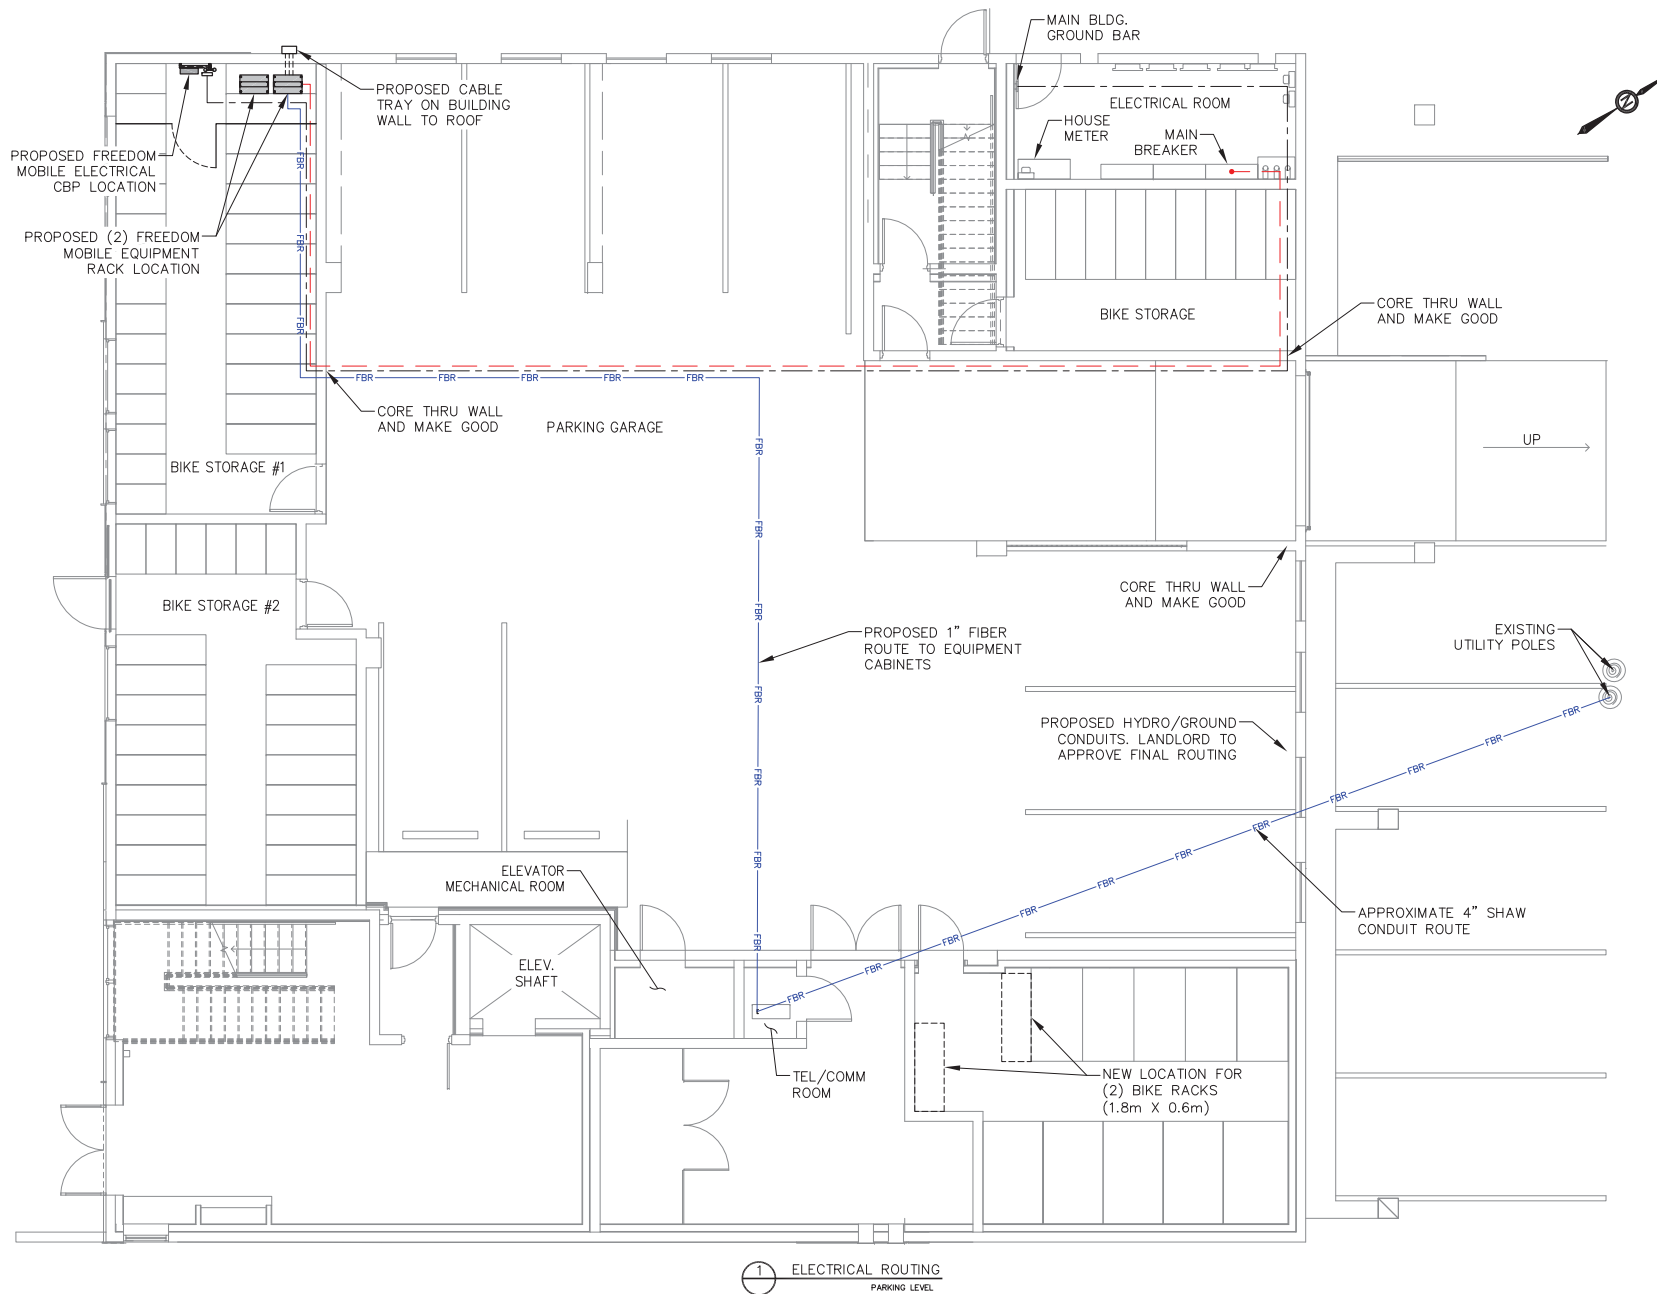 MAIN BLDG.
GROUND BAR
PROPOSED CABLE
TRAY ON BUILDING
WALL TO ROOF
ELECTRICAL ROOM
HOUSE
METER
MAIN
BREAKER
N
PROPOSED FREEDOM
MOBILE ELECTRICAL
CBP LOCATION
PROPOSED (2) FREEDOM
MOBILE EQUIPMENT
RACK LOCATION
FBR
FBR
FBR
BIKE STORAGE
CORE THRU WALL
AND MAKE GOOD
FBR
FBR
FBR
FBR
FBR
CORE THRU WALL
AND MAKE GOOD
PARKING GARAGE
FBR
UP
BIKE STORAGE #1
FBR
CORE THRU WALL
AND MAKE GOOD
BIKE STORAGE #2
FBR
PROPOSED 1” FIBER
ROUTE TO EQUIPMENT
CABINETS
EXISTING
UTILITY POLES
FBR
PROPOSED HYDRO/GROUND
CONDUITS. LANDLORD TO
APPROVE FINAL ROUTING
FBR
FBR
FBR
FBR
FBR
FBR
FBR
FBR
FBR
FBR
FBR
FBR
FBR
FBR
ELEVATOR
MECHANICAL ROOM
APPROXIMATE 4” SHAW
CONDUIT ROUTE
ELEV.
SHAFT
TEL/COMM
ROOM
NEW LOCATION FOR
(2) BIKE RACKS
(1.8m X 0.6m)
1
ELECTRICAL ROUTING
PARKING LEVEL